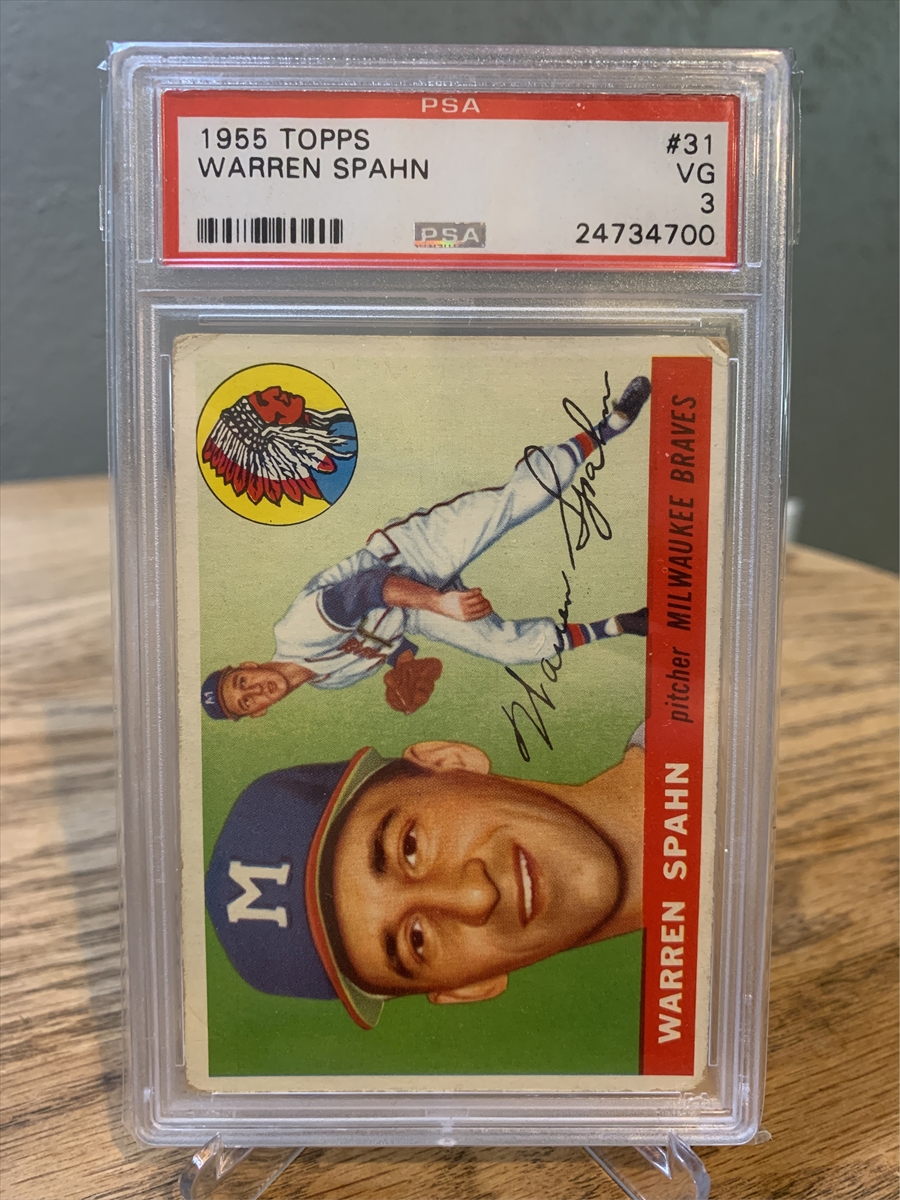 PSA
1955 TOPPS #31
WARREN SPAHN VG
3
PSA 24734700
M
Warren Spahn
M
WARREN SPAHN pitcher MILWAUKEE BRAVES